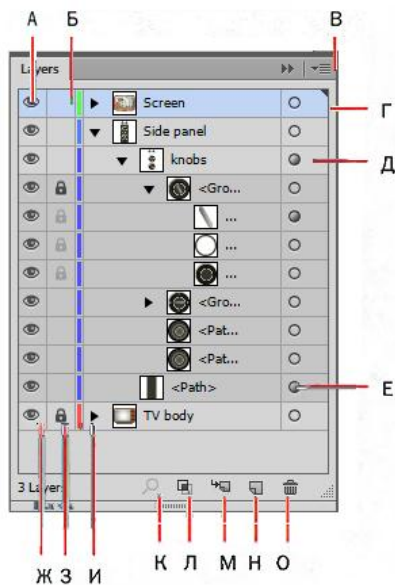 А Б В
Layers
Screen
Г
Side panel
knobs
Д
<Gro...
...
...
...
<Gro...
<Pat...
<Pat...
<Path>
Е
TV body
3 Layers
Ж З И К Л М Н О